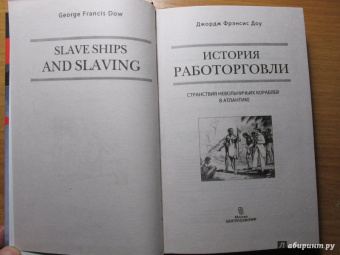 George Francis Dow
SLAVE SHIPS
AND SLAVING
Джордж Фрэнсис Доу
ИСТОРИЯ
РАБОТОРГОВЛИ
СТРАНСТВИЯ НЕВОЛЬНИЧЬИХ КОРАБЛЕЙ
В АТЛАНТИКЕ
Москва
ЦЕНТРПОЛИГРАФ
Лабиринт.ру